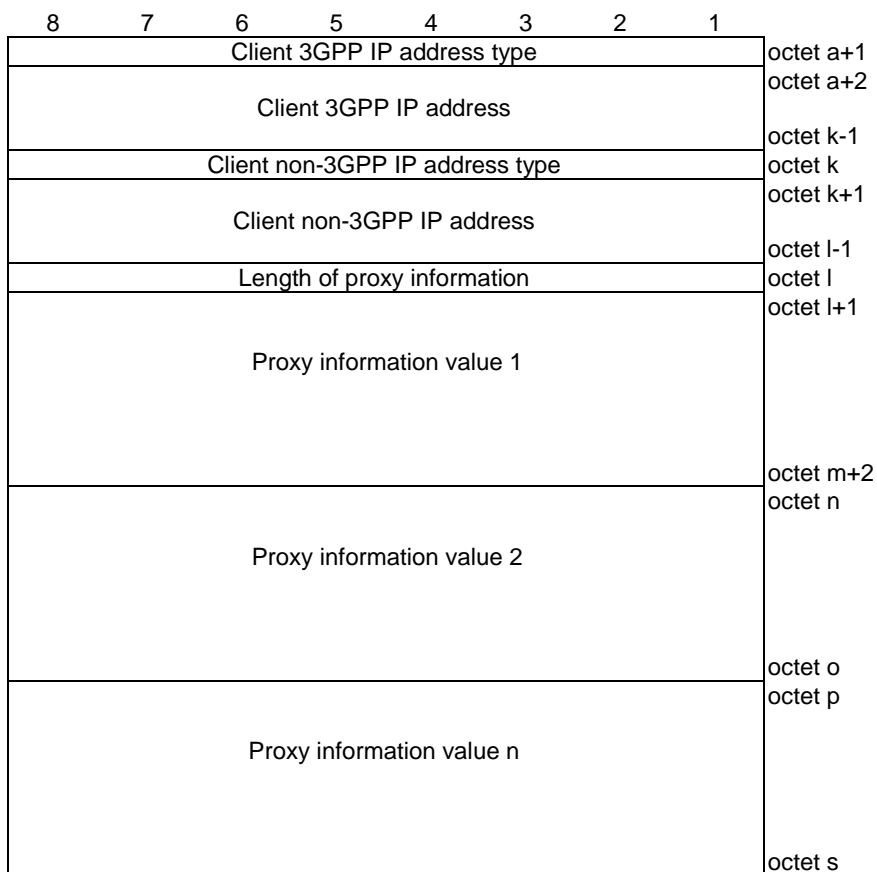 8 7 6 5 4 3 2 1
Client 3GPP IP address type octet a+1
octet a+2
Client 3GPP IP address
octet k-1
Client non-3GPP IP address type octet k
octet k+1
Client non-3GPP IP address
octet l-1
Length of proxy information octet l
octet l+1
Proxy information value 1
octet m+2
octet n
Proxy information value 2
octet o
octet p
Proxy information value n
octet s